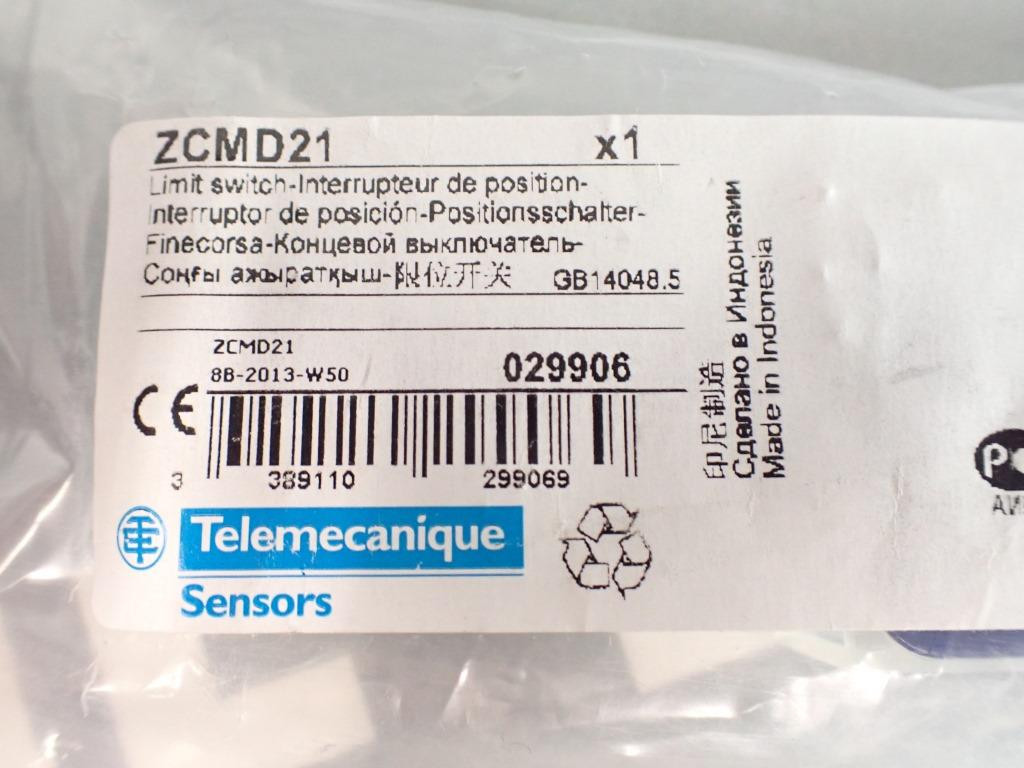 ZCMD21 x1
Limit switch-Interrupteur de position-
Interruptor de posición-Positionsschalter-
Finecorsa-Концевой выключатель-
Соңғы ажыратқыш-限位开关 GB14048.5
ZCMD21
8B-2013-W50
029906
CE
3 389110 299069
Telemecanique
Sensors
印尼制造
Сделано в Индонезии
Made in Indonesia